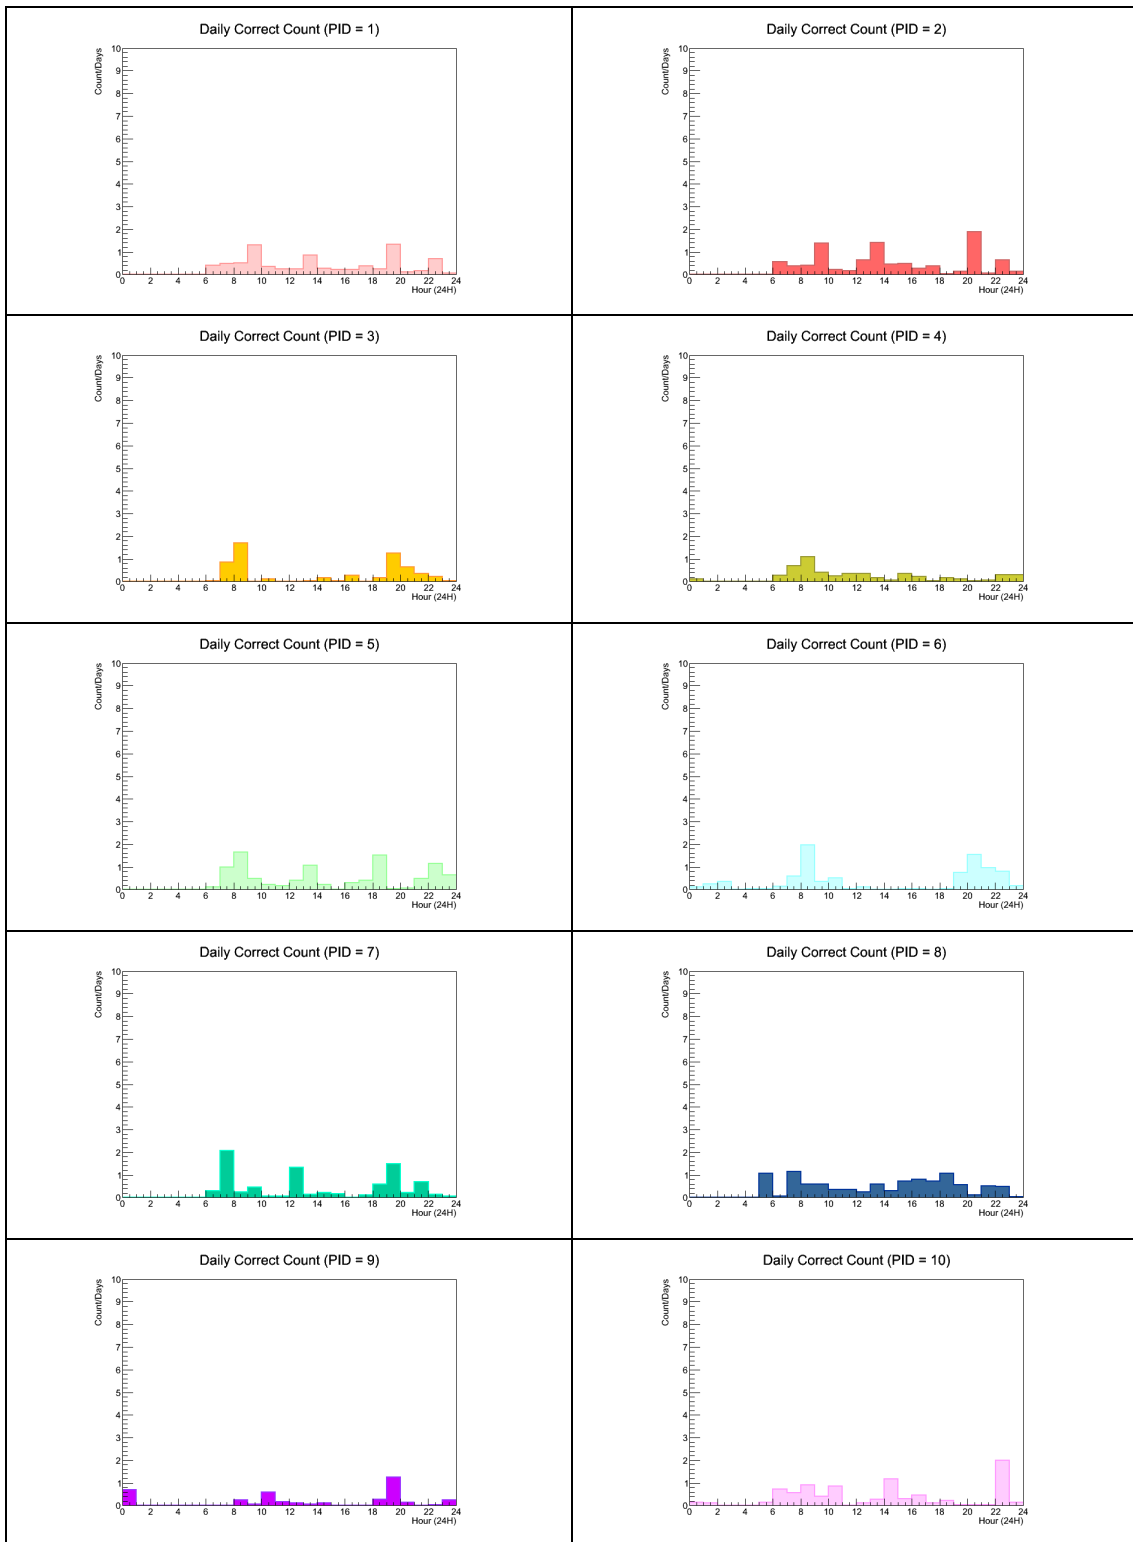 Daily Correct Count (PID = 1)
Count/Days
10
9
8
7
6
5
4
3
2
1
0
0 2 4 6 8 10 12 14 16 18 20 22 24
Hour (24H)
Daily Correct Count (PID = 2)
Count/Days
10
9
8
7
6
5
4
3
2
1
0
0 2 4 6 8 10 12 14 16 18 20 22 24
Hour (24H)
Daily Correct Count (PID = 3)
Count/Days
10
9
8
7
6
5
4
3
2
1
0
0 2 4 6 8 10 12 14 16 18 20 22 24
Hour (24H)
Daily Correct Count (PID = 4)
Count/Days
10
9
8
7
6
5
4
3
2
1
0
0 2 4 6 8 10 12 14 16 18 20 22 24
Hour (24H)
Daily Correct Count (PID = 5)
Count/Days
10
9
8
7
6
5
4
3
2
1
0
0 2 4 6 8 10 12 14 16 18 20 22 24
Hour (24H)
Daily Correct Count (PID = 6)
Count/Days
10
9
8
7
6
5
4
3
2
1
0
0 2 4 6 8 10 12 14 16 18 20 22 24
Hour (24H)
Daily Correct Count (PID = 7)
Count/Days
10
9
8
7
6
5
4
3
2
1
0
0 2 4 6 8 10 12 14 16 18 20 22 24
Hour (24H)
Daily Correct Count (PID = 8)
Count/Days
10
9
8
7
6
5
4
3
2
1
0
0 2 4 6 8 10 12 14 16 18 20 22 24
Hour (24H)
Daily Correct Count (PID = 9)
Count/Days
10
9
8
7
6
5
4
3
2
1
0
0 2 4 6 8 10 12 14 16 18 20 22 24
Hour (24H)
Daily Correct Count (PID = 10)
Count/Days
10
9
8
7
6
5
4
3
2
1
0
0 2 4 6 8 10 12 14 16 18 20 22 24
Hour (24H)